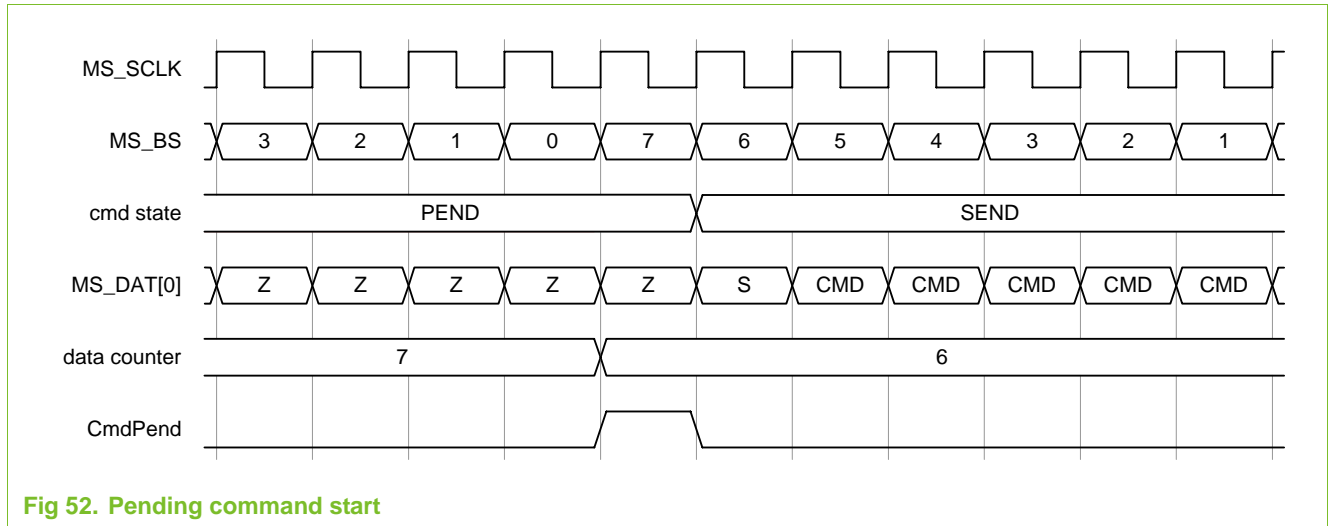 MS_SCLK
MS_BS 3 2 1 0 7 6 5 4 3 2 1
cmd state PEND SEND
MS_DAT[0] Z Z Z Z Z S CMD CMD CMD CMD CMD
data counter 7 6
CmdPend
Fig 52. Pending command start